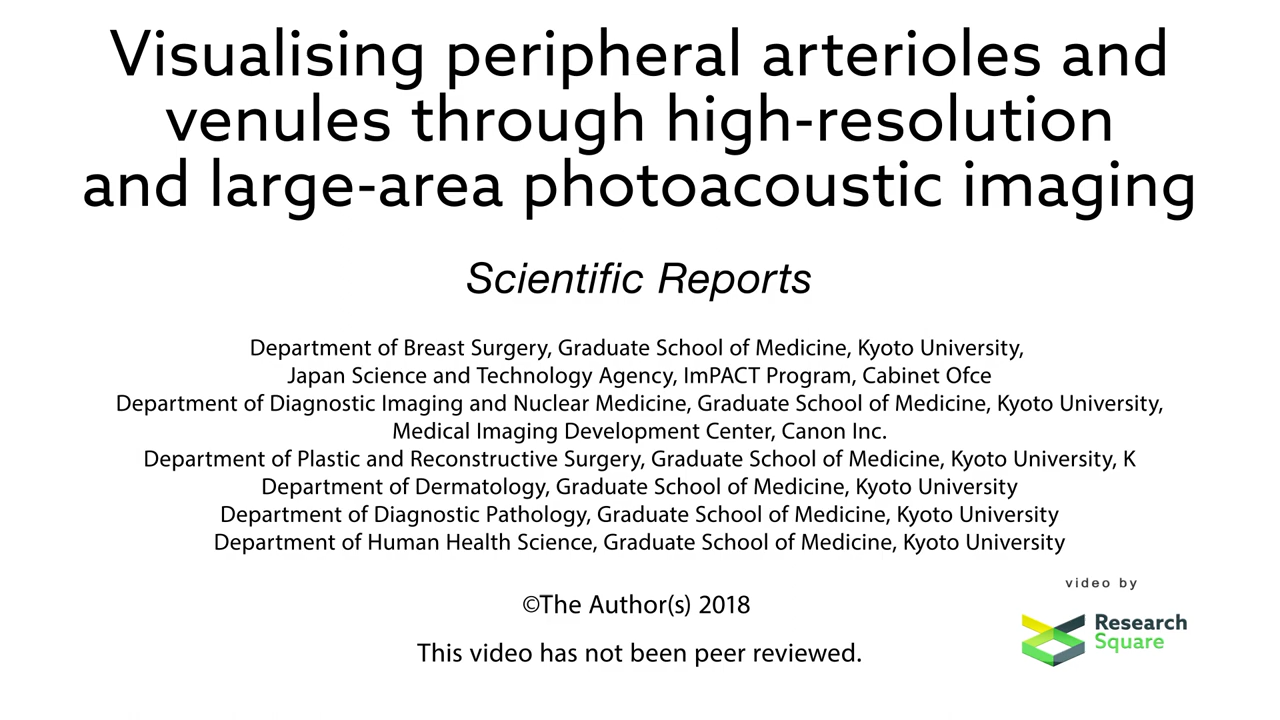 Visualising peripheral arterioles and
venules through high-resolution
and large-area photoacoustic imaging
Scientific Reports
Department of Breast Surgery, Graduate School of Medicine, Kyoto University,
Japan Science and Technology Agency, ImPACT Program, Cabinet Ofce
Department of Diagnostic Imaging and Nuclear Medicine, Graduate School of Medicine, Kyoto University,
Medical Imaging Development Center, Canon Inc.
Department of Plastic and Reconstructive Surgery, Graduate School of Medicine, Kyoto University, K
Department of Dermatology, Graduate School of Medicine, Kyoto University
Department of Diagnostic Pathology, Graduate School of Medicine, Kyoto University
Department of Human Health Science, Graduate School of Medicine, Kyoto University
©The Author(s) 2018
This video has not been peer reviewed.
video by
Research
Square